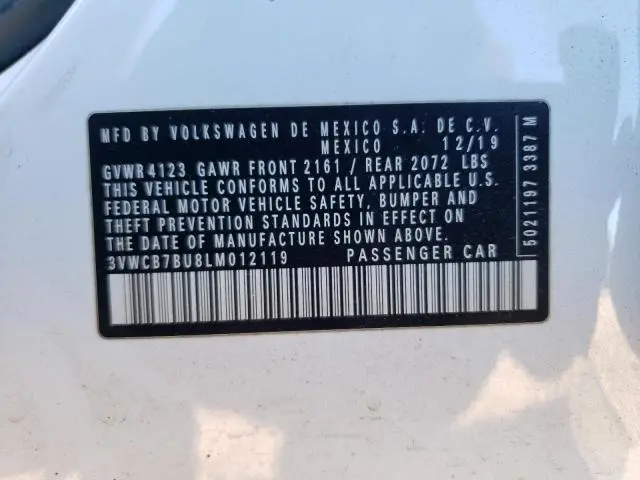 MFD BY VOLKSWAGEN DE MEXICO S.A. DE C.V.
MEXICO 12/19
GVWR 4123 GAWR FRONT 2161 / REAR 2072 LBS
THIS VEHICLE CONFORMS TO ALL APPLICABLE U.S.
FEDERAL MOTOR VEHICLE SAFETY, BUMPER AND
THEFT PREVENTION STANDARDS IN EFFECT ON
THE DATE OF MANUFACTURE SHOWN ABOVE.
3VWCB7BU8LM012119 PASSENGER CAR
5021197 3387 M